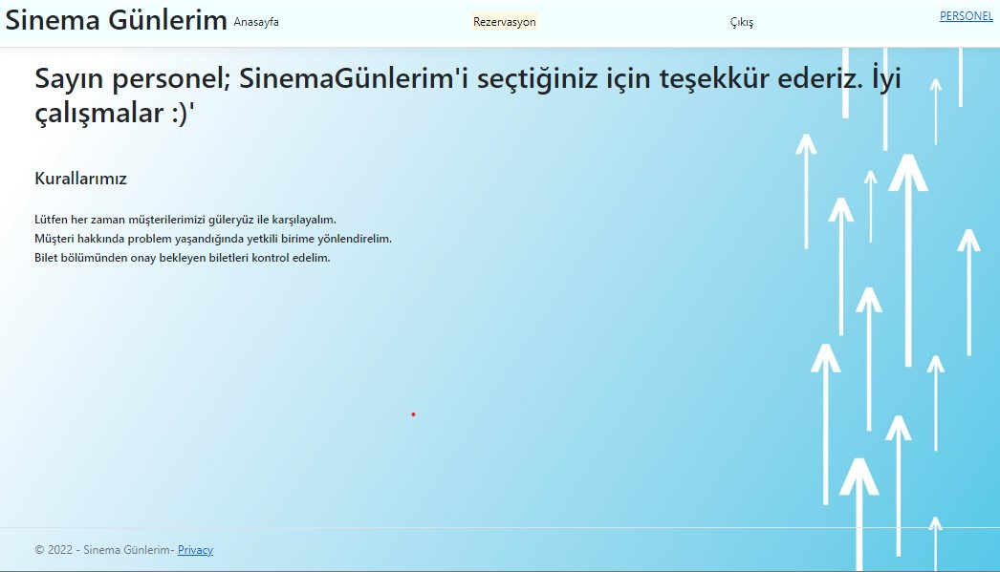 Sinema Günlerim Anasayfa Rezervasyon Çıkış PERSONEL
Sayın personel; SinemaGünlerim'i seçtiğiniz için teşekkür ederiz. İyi
çalışmalar :)'
Kurallarımız
Lütfen her zaman müşterilerimizi güleryüz ile karşılayalım.
Müşteri hakkında problem yaşandığında yetkili birime yönlendirelim.
Bilet bölümünden onay bekleyen biletleri kontrol edelim.
© 2022 - Sinema Günlerim- Privacy